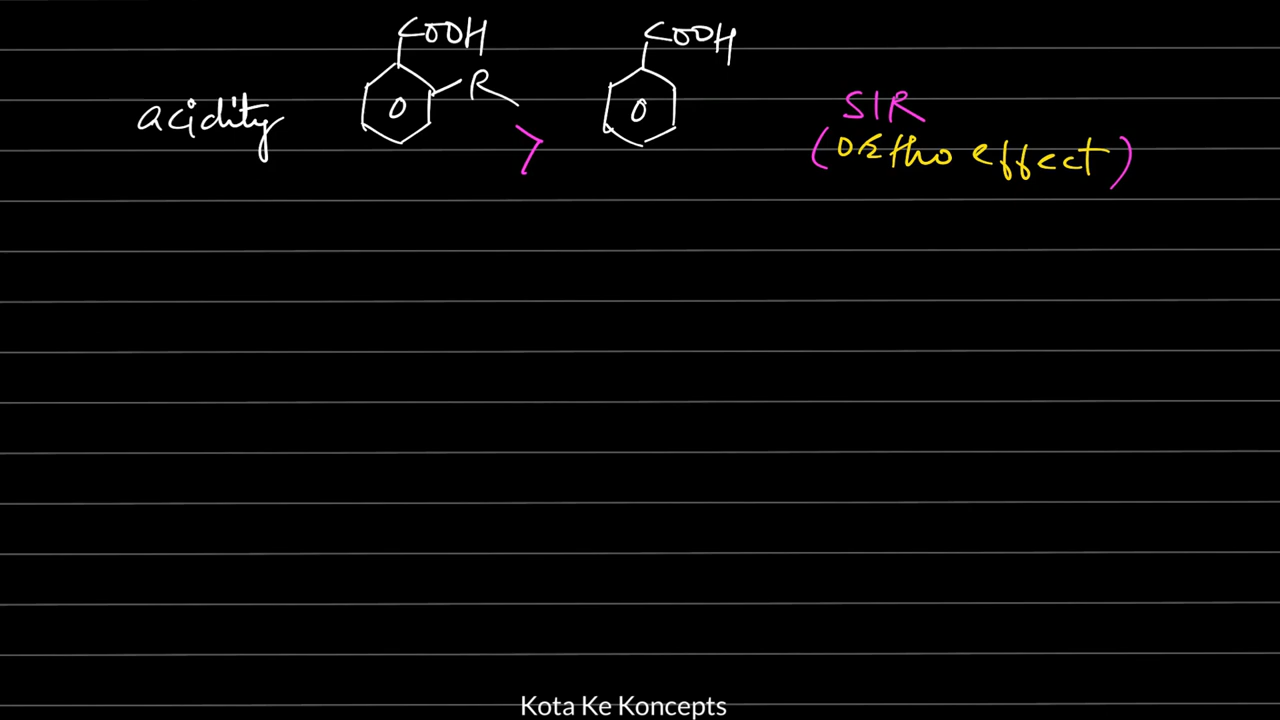 COOH COOH
acidity R > SIR
(Ortho effect)
Kota Ke Koncepts